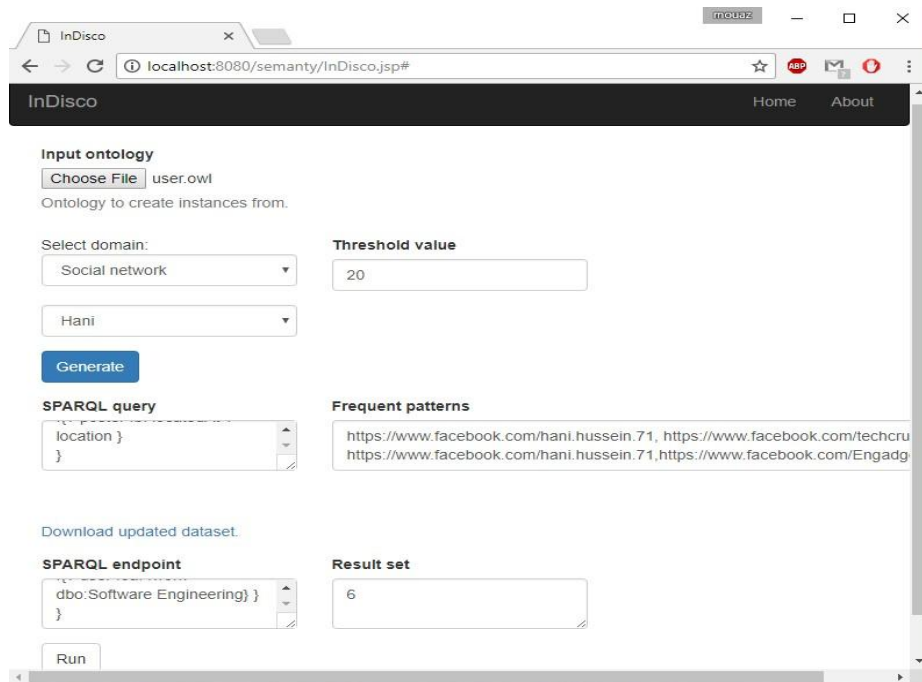 mouaz
InDisco
localhost:8080/semanty/InDisco.jsp#
ABP
7
InDisco Home About
Input ontology
Choose File user.owl
Ontology to create instances from.
Select domain:
Social network
Threshold value
20
Hani
Generate
SPARQL query
location }
}
Frequent patterns
https://www.facebook.com/hani.hussein.71, https://www.facebook.com/techcru
https://www.facebook.com/hani.hussein.71,https://www.facebook.com/Engadg
Download updated dataset.
SPARQL endpoint
dbo:Software Engineering} }
}
Result set
6
Run